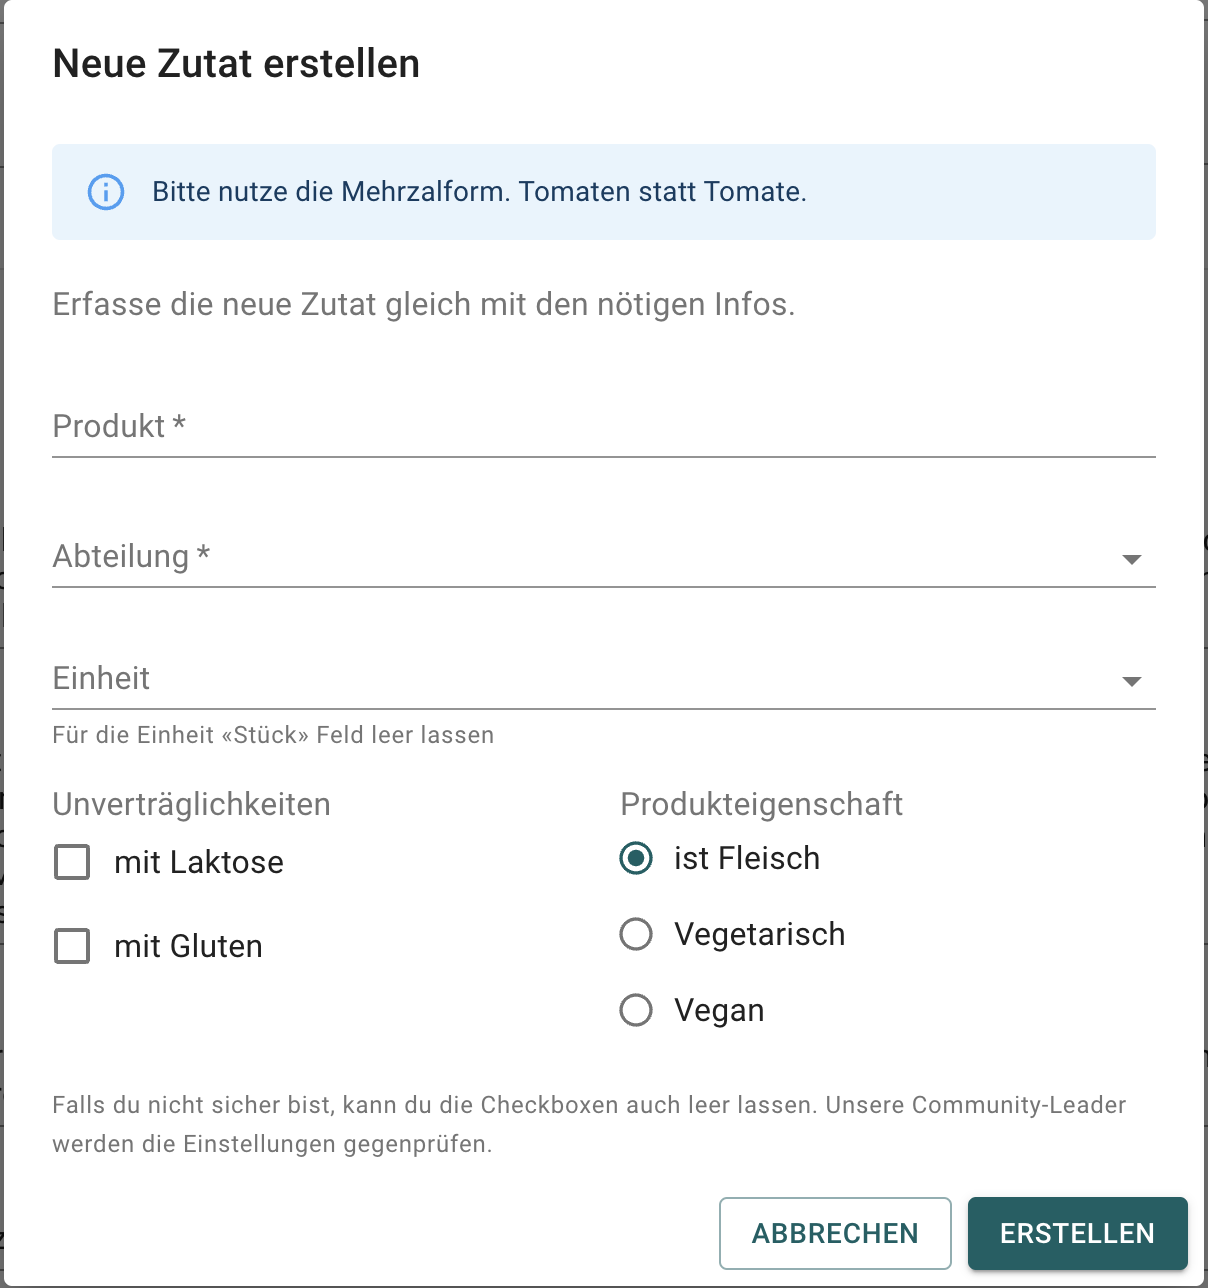 Neue Zutat erstellen
Bitte nutze die Mehrzalform. Tomaten statt Tomate.
Erfasse die neue Zutat gleich mit den nötigen Infos.
Produkt *
Abteilung *
Einheit
Für die Einheit «Stück» Feld leer lassen
Unverträglichkeiten
mit Laktose
mit Gluten
Produkteigenschaft
ist Fleisch
Vegetarisch
Vegan
Falls du nicht sicher bist, kann du die Checkboxen auch leer lassen. Unsere Community-Leader
werden die Einstellungen gegenprüfen.
ABBRECHEN
ERSTELLEN